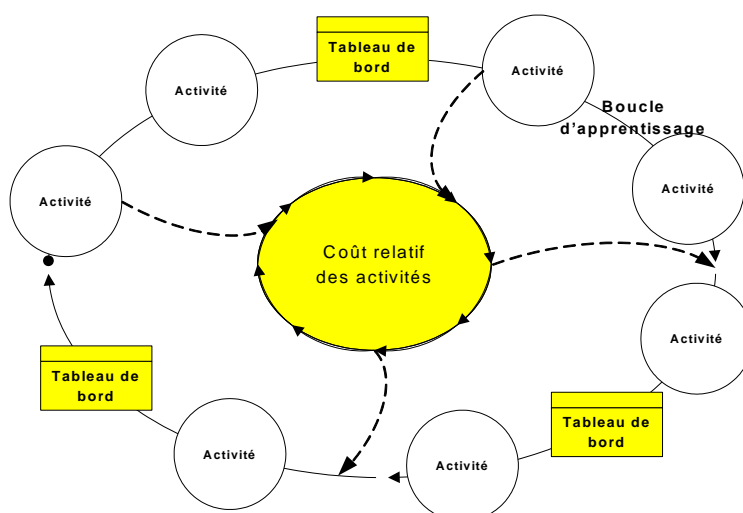 Tableau de
bord
Activité
Activité
Boucle
d'apprentissage
Activité
Activité
Coût relatif
des activités
Activité
Tableau de
bord
Tableau de
bord
Activité
Activité